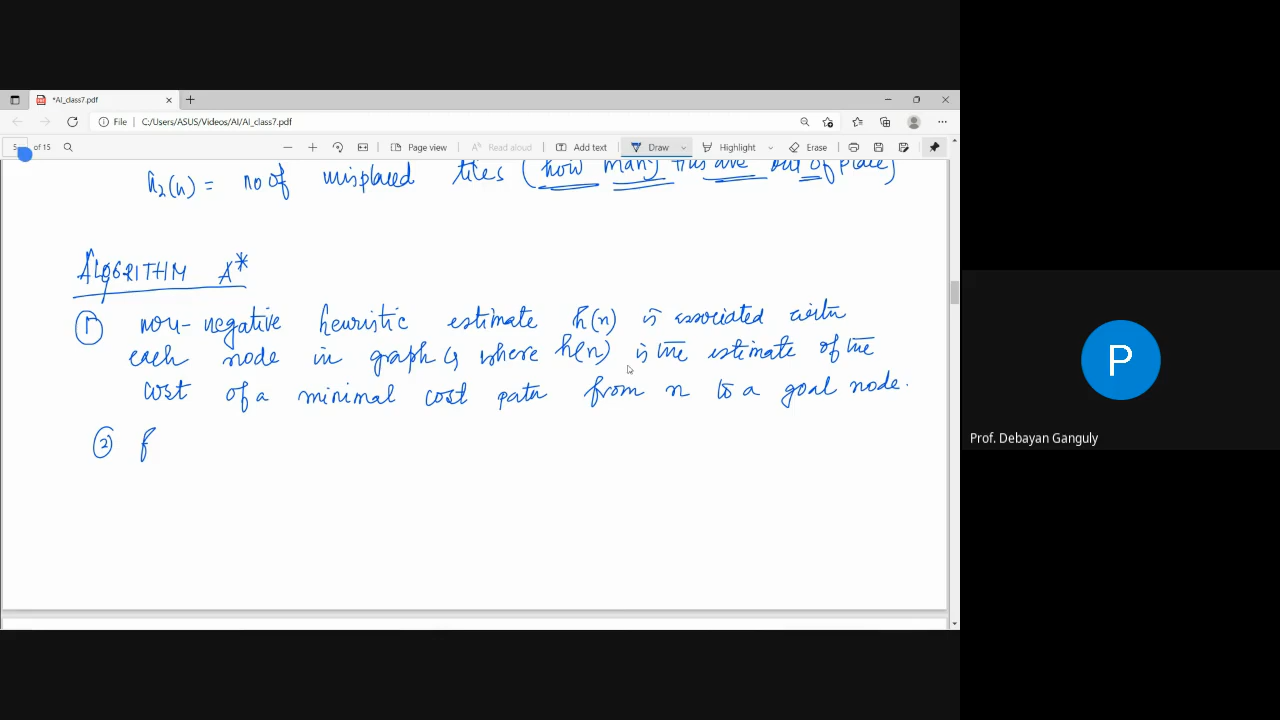 *AI_class7.pdf
File C:/Users/ASUS/Videos/AI/AI_class7.pdf
5 of 15 Page view Read aloud Add text Draw Highlight Erase
h₂(n) = no of misplaced tiles (how many tiles are out of place)
ALGORITHM A*
① non-negative heuristic estimate h(n) is associated with
each node in graph G where h(n) is the estimate of the
cost of a minimal cost path from n to a goal node.
② f
P
Prof. Debayan Ganguly